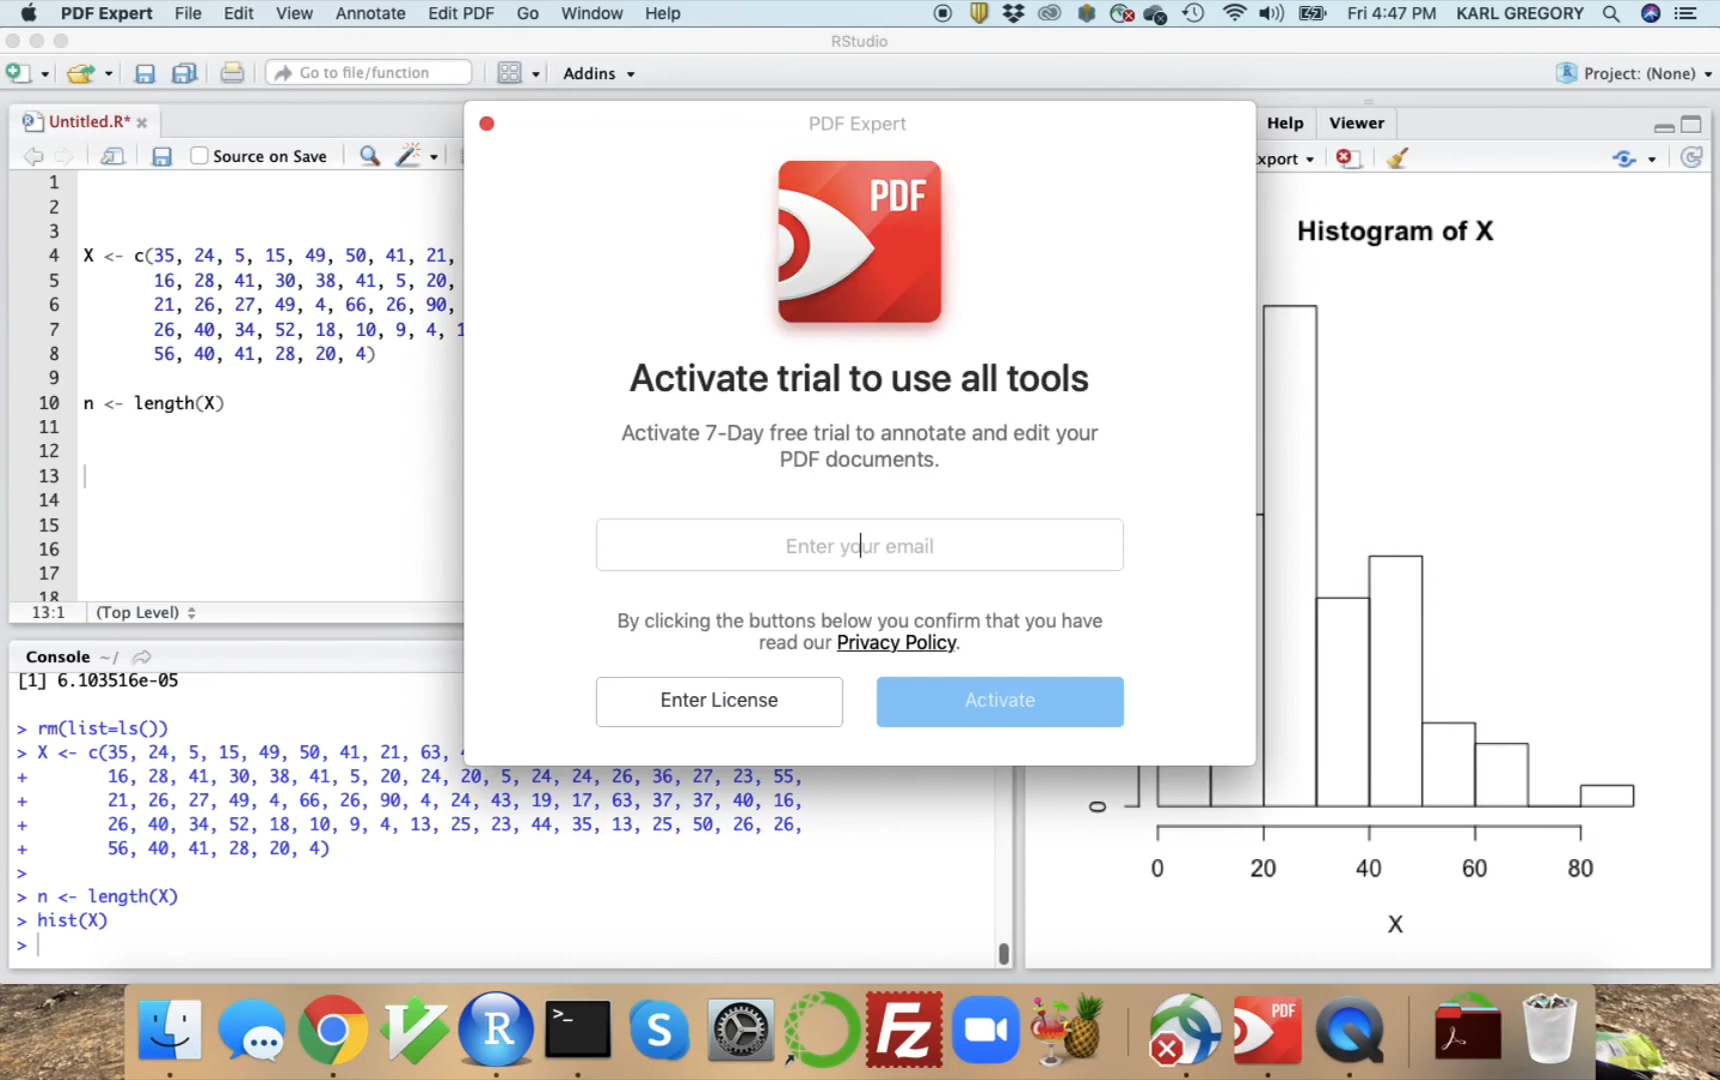 PDF Expert File Edit View Annotate Edit PDF Go Window Help Fri 4:47 PM KARL GREGORY
RStudio
Go to file/function Addins Project: (None)
Untitled.R*
Source on Save
1
2
3
4 X <- c(35, 24, 5, 15, 49, 50, 41, 21,
5 16, 28, 41, 30, 38, 41, 5, 20,
6 21, 26, 27, 49, 4, 66, 26, 90,
7 26, 40, 34, 52, 18, 10, 9, 4, 1
8 56, 40, 41, 28, 20, 4)
9
10 n <- length(X)
11
12
13
14
15
16
17
18
13:1 (Top Level)
Console ~/
[1] 6.103516e-05
> rm(list=ls())
> X <- c(35, 24, 5, 15, 49, 50, 41, 21, 63,
+ 16, 28, 41, 30, 38, 41, 5, 20, 24, 20, 5, 24, 24, 26, 36, 27, 23, 55,
+ 21, 26, 27, 49, 4, 66, 26, 90, 4, 24, 43, 19, 17, 63, 37, 37, 40, 16,
+ 26, 40, 34, 52, 18, 10, 9, 4, 13, 25, 23, 44, 35, 13, 25, 50, 26, 26,
+ 56, 40, 41, 28, 20, 4)
>
> n <- length(X)
> hist(X)
>
PDF Expert
PDF
Activate trial to use all tools
Activate 7-Day free trial to annotate and edit your
PDF documents.
Enter your email
By clicking the buttons below you confirm that you have
read our Privacy Policy.
Enter License Activate
Help Viewer
xport
Histogram of X
0
0 20 40 60 80
X
R
>_
S
Fz
PDF